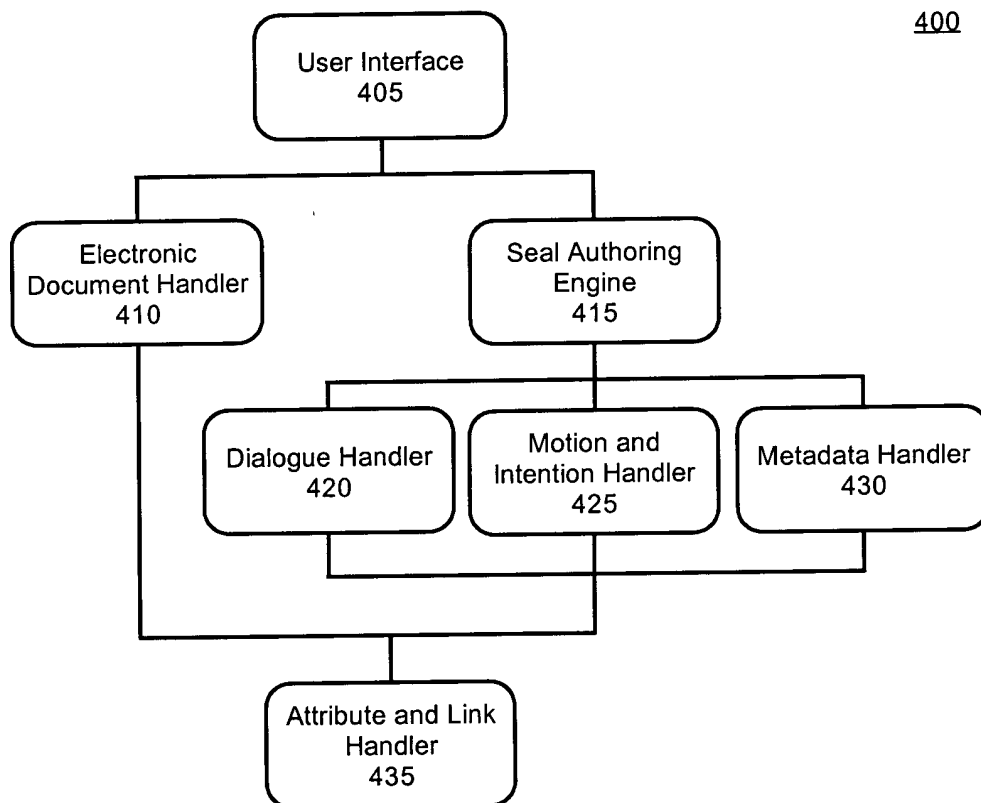 400
User Interface
405
Electronic
Document Handler
410
Seal Authoring
Engine
415
Dialogue Handler
420
Motion and
Intention Handler
425
Metadata Handler
430
Attribute and Link
Handler
435